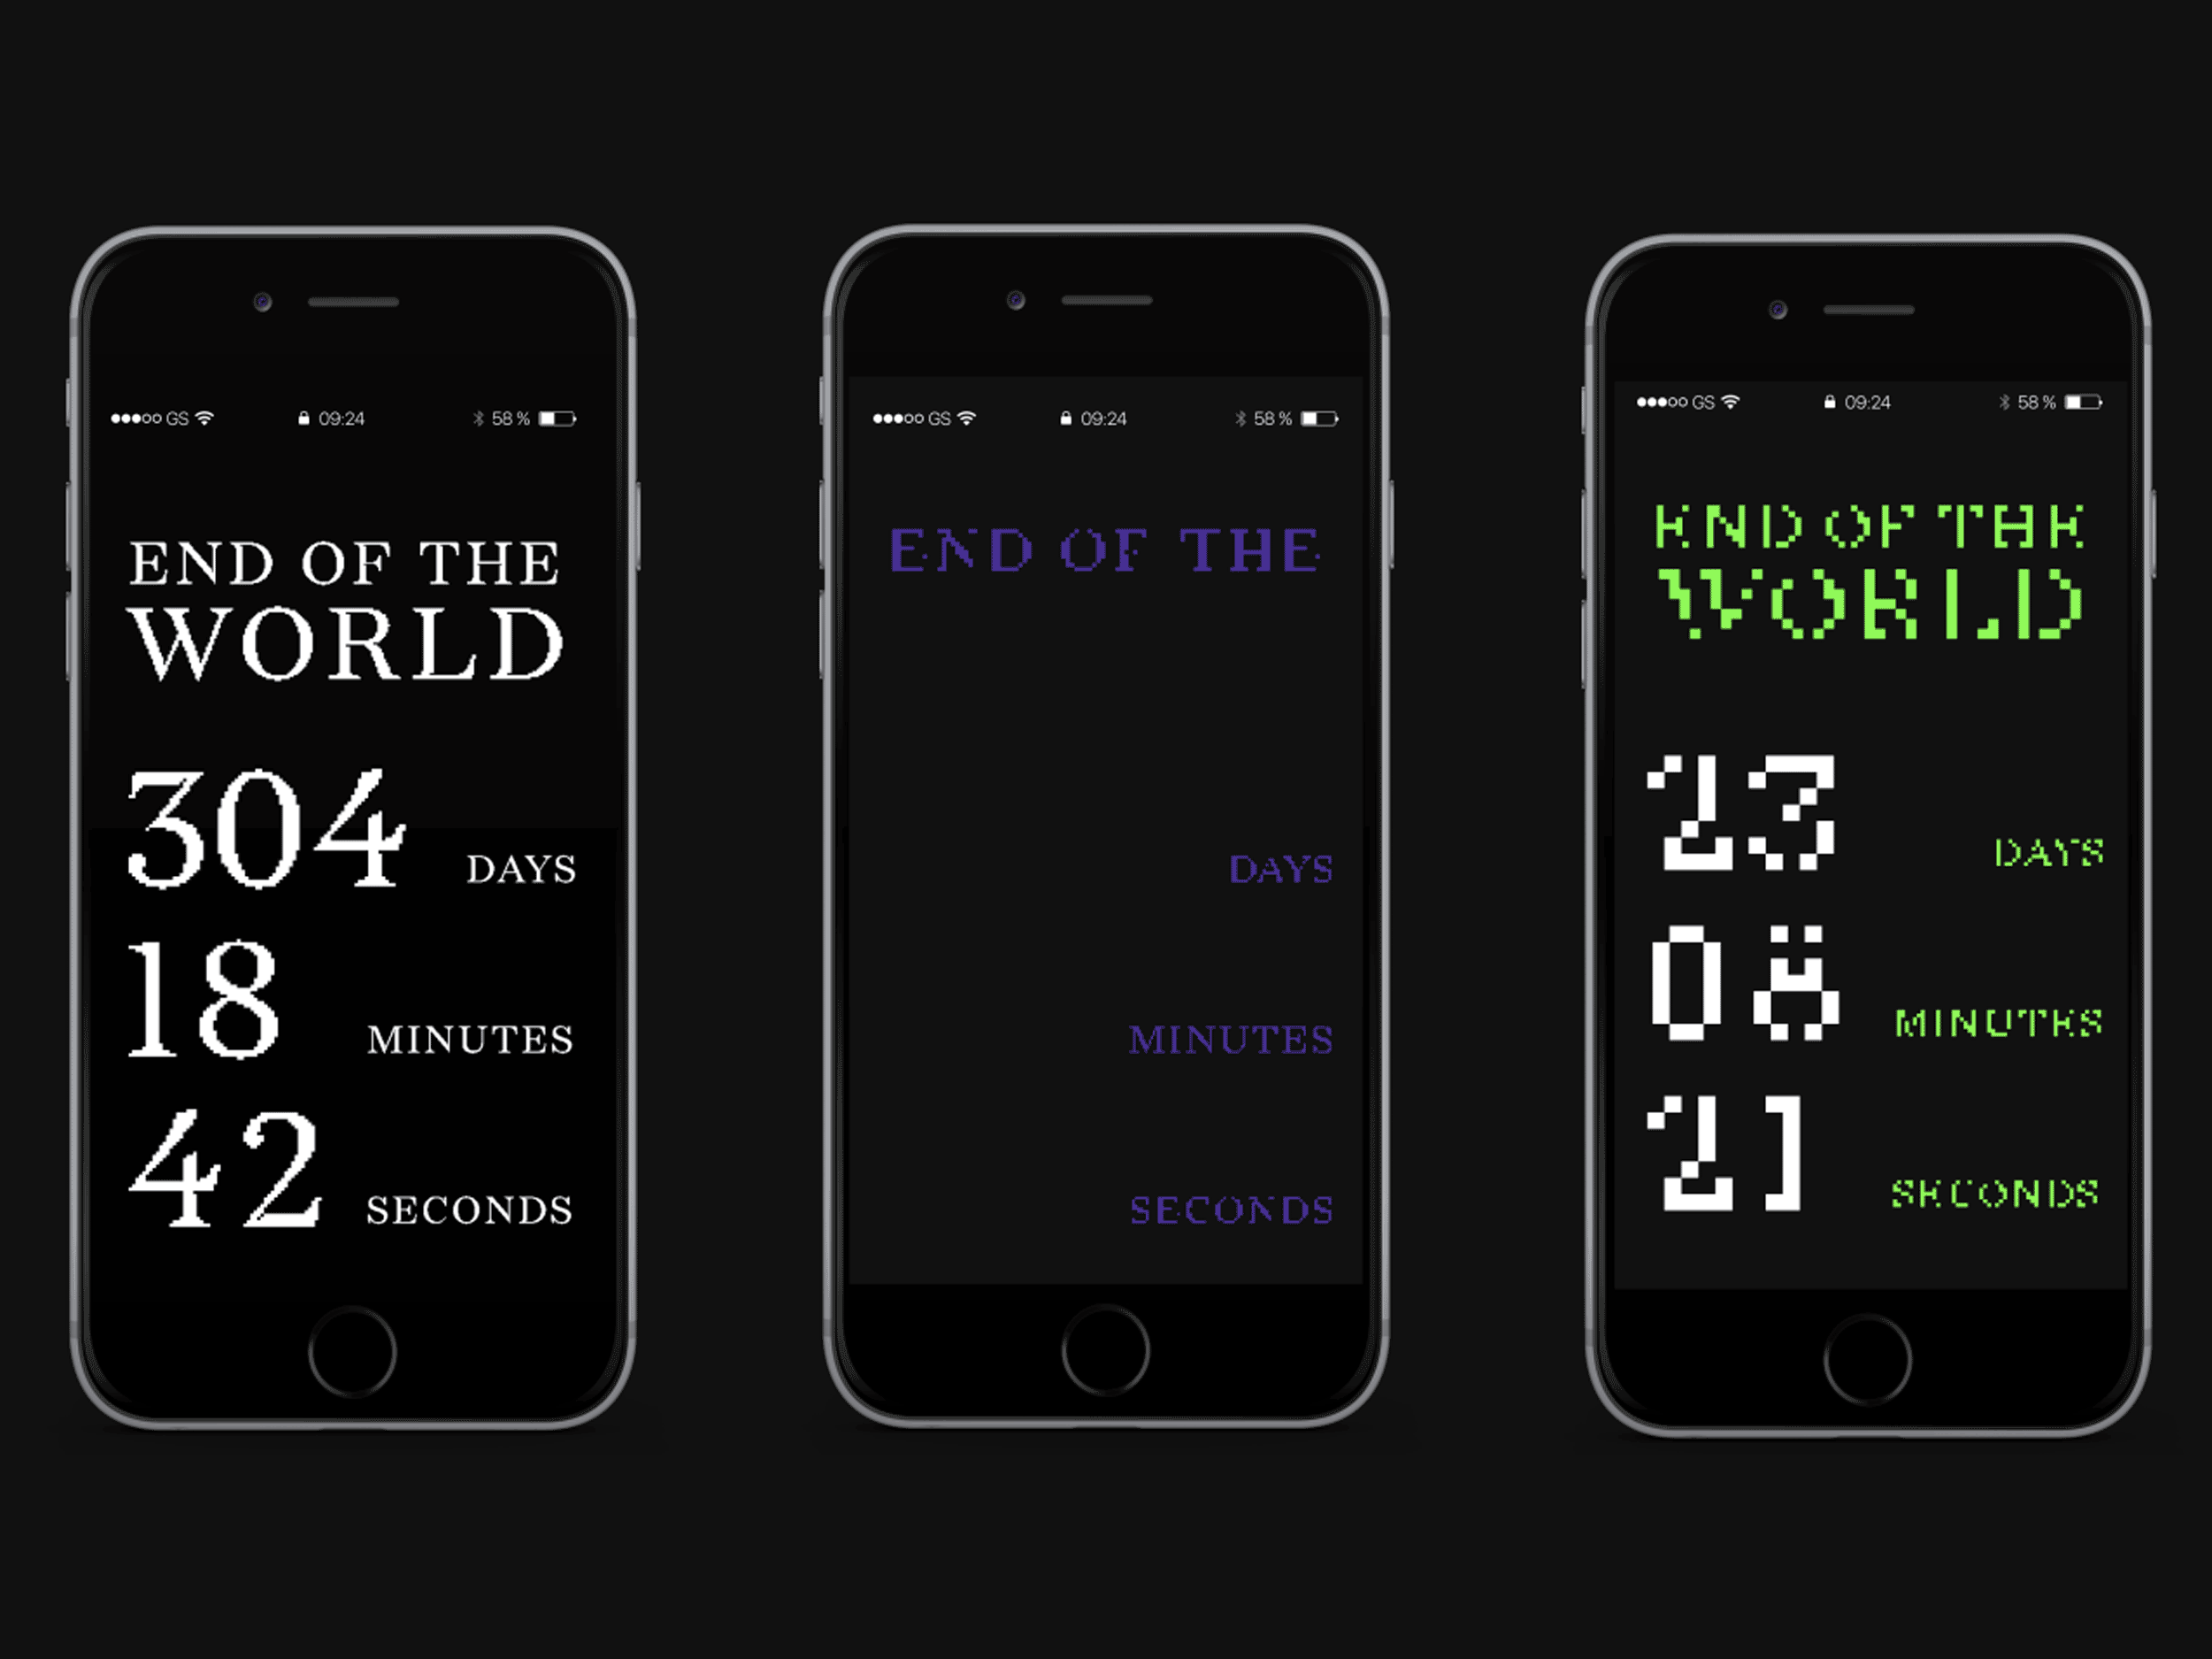 GS 09:24 58 %
END OF THE
WORLD
304 DAYS
18 MINUTES
42 SECONDS
GS 09:24 58 %
END OF THE
DAYS
MINUTES
SECONDS
GS 09:24 58 %
END OF THE
WORLD
23 DAYS
08 MINUTES
21 SECONDS